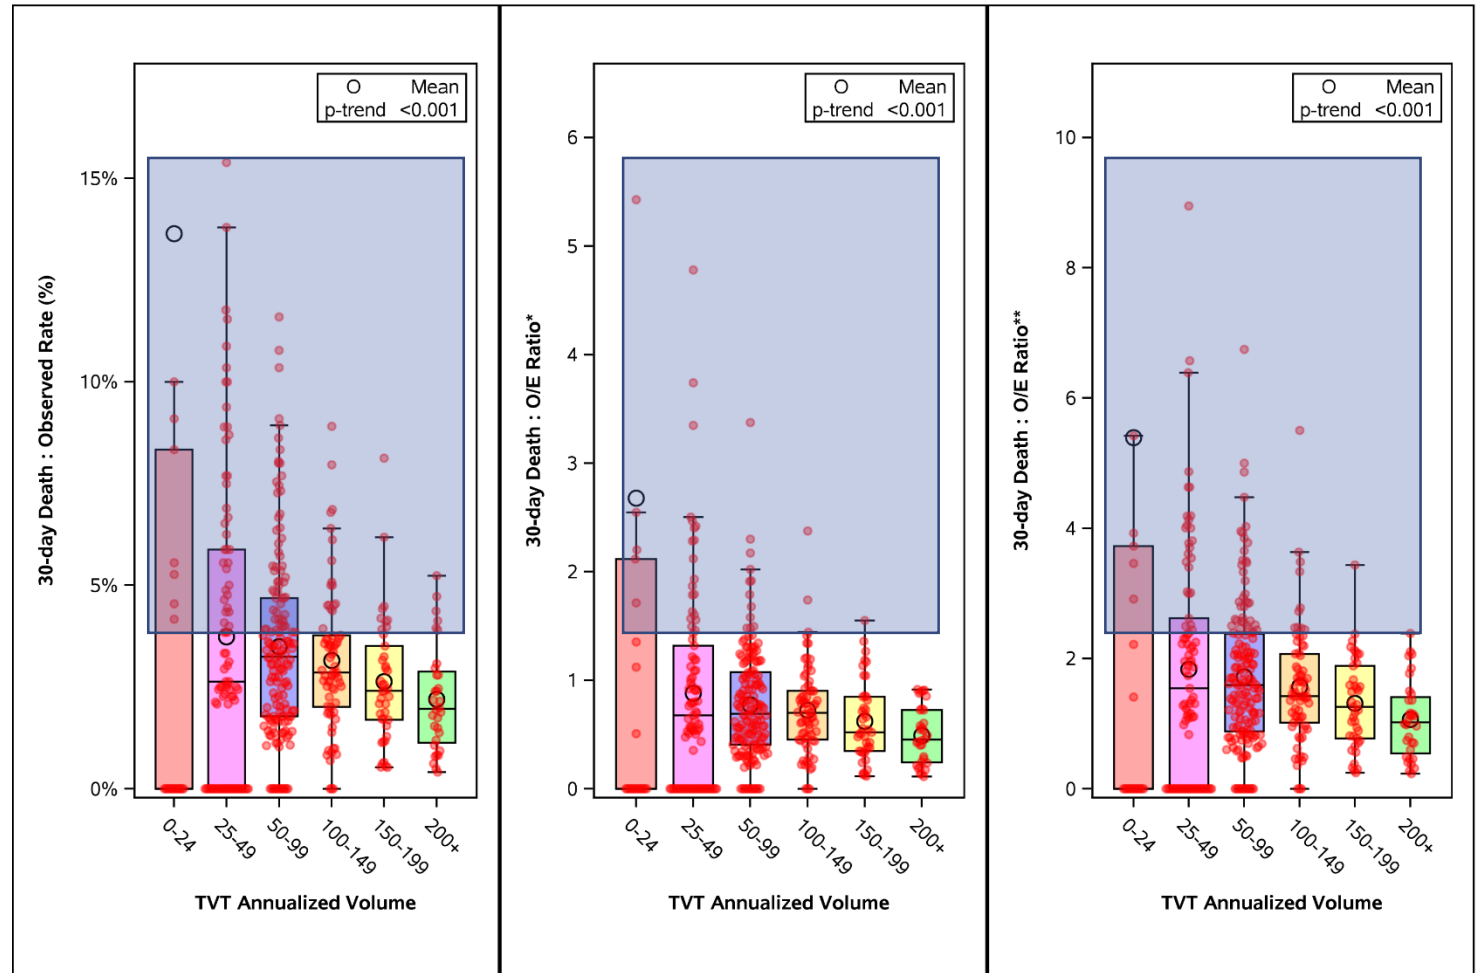 O Mean
p-trend <0.001
15%
10%
5%
0%
30-day Death : Observed Rate (%)
0-24
25-49
50-99
100-149
150-199
200+
TVT Annualized Volume
O Mean
p-trend <0.001
6
5
4
3
2
1
0
30-day Death : O/E Ratio*
0-24
25-49
50-99
100-149
150-199
200+
TVT Annualized Volume
O Mean
p-trend <0.001
10
8
6
4
2
0
30-day Death : O/E Ratio**
0-24
25-49
50-99
100-149
150-199
200+
TVT Annualized Volume